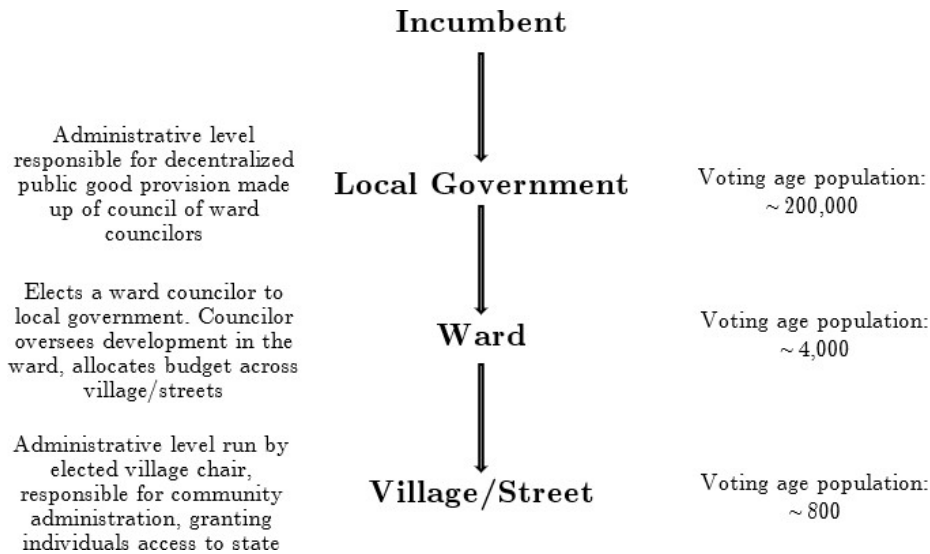 Incumbent
Administrative level
responsible for decentralized
public good provision made
up of council of ward
councilors
Local Government
Voting age population:
~ 200,000
Elects a ward councilor to
local government. Councilor
oversees development in the
ward, allocates budget across
village/streets
Ward
Voting age population:
~ 4,000
Administrative level run by
elected village chair,
responsible for community
administration, granting
individuals access to state
Village/Street
Voting age population:
~ 800